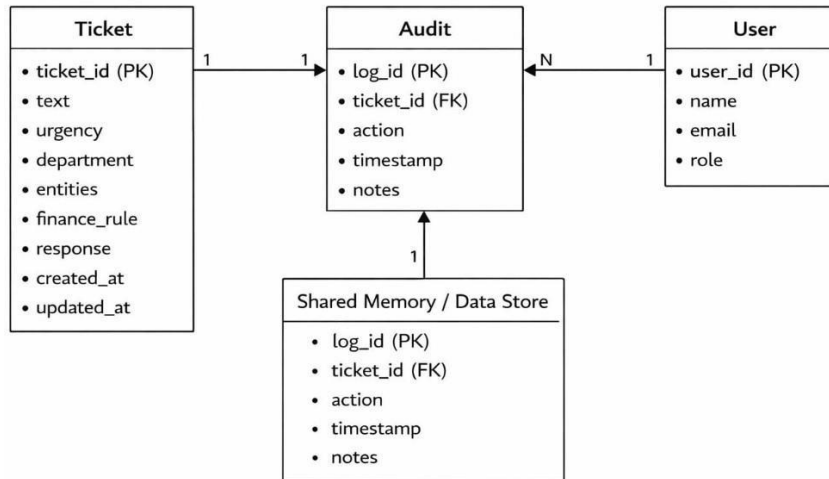 Ticket
• ticket_id (PK)
• text
• urgency
• department
• entities
• finance_rule
• response
• created_at
• updated_at
1
1
Audit
• log_id (PK)
• ticket_id (FK)
• action
• timestamp
• notes
N
1
User
• user_id (PK)
• name
• email
• role
1
Shared Memory / Data Store
• log_id (PK)
• ticket_id (FK)
• action
• timestamp
• notes